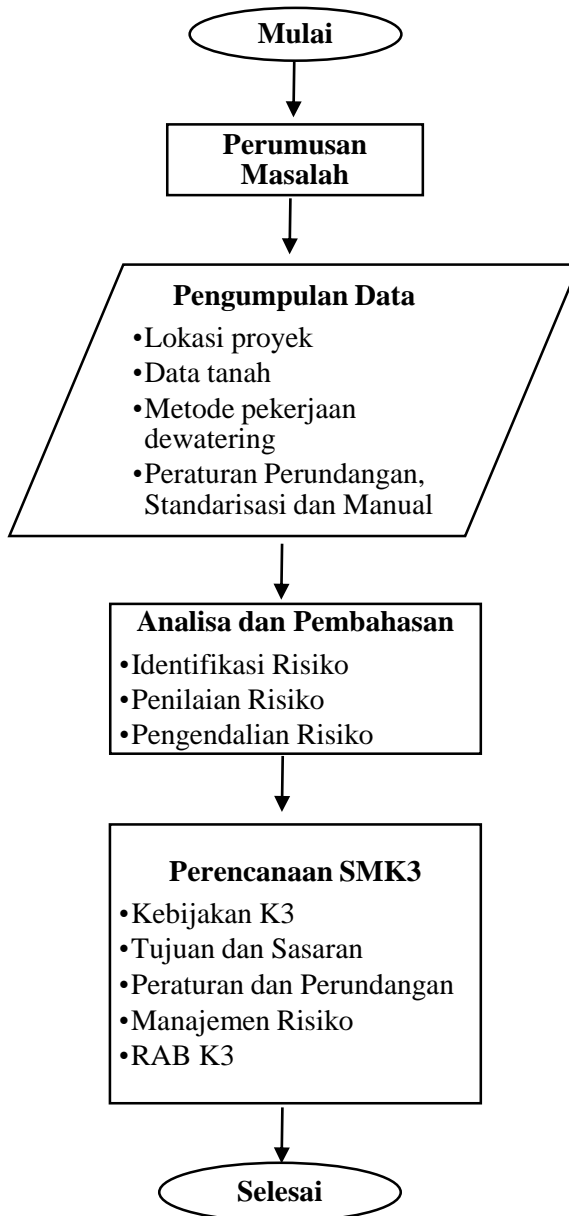 Mulai
Perumusan
Masalah
Pengumpulan Data
•Lokasi proyek
•Data tanah
•Metode pekerjaan
dewatering
•Peraturan Perundangan,
Standarisasi dan Manual
Analisa dan Pembahasan
•Identifikasi Risiko
•Penilaian Risiko
•Pengendalian Risiko
Perencanaan SMK3
•Kebijakan K3
•Tujuan dan Sasaran
•Peraturan dan Perundangan
•Manajemen Risiko
•RAB K3
Selesai